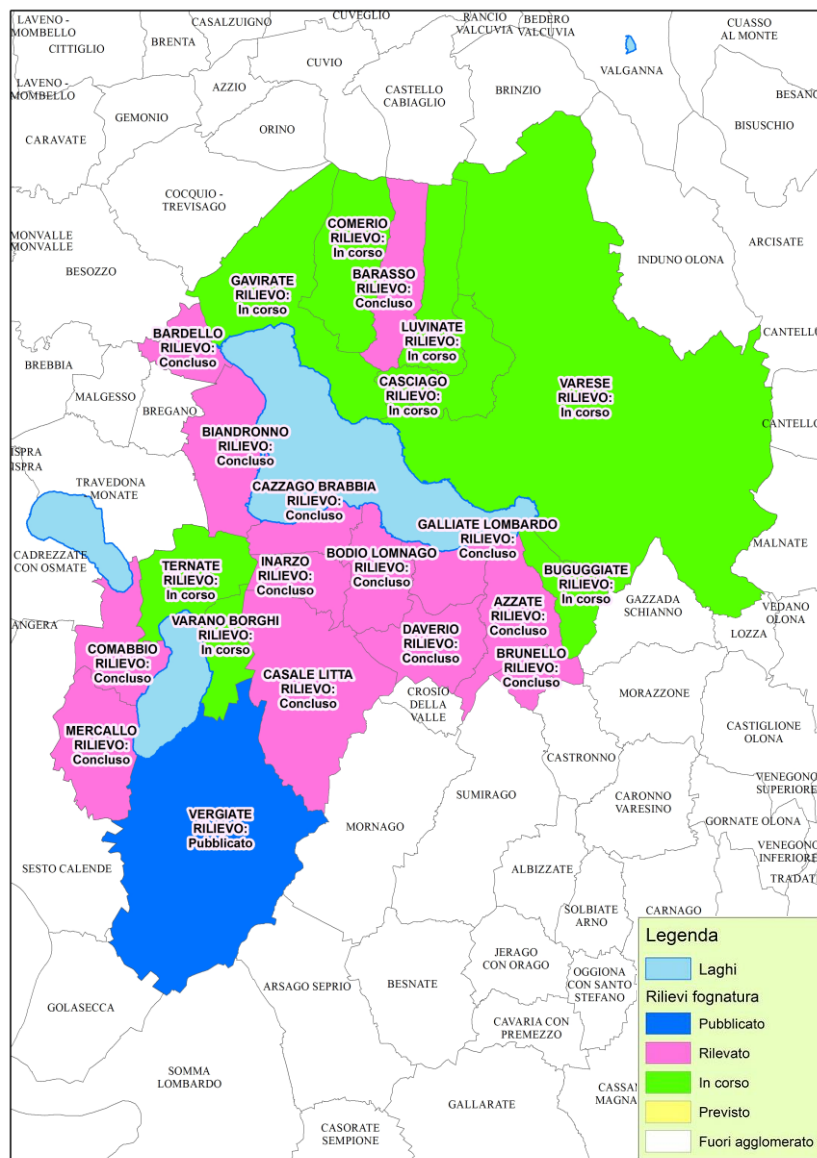 LAVENO -
MOMBELLO
CITTIGLIO
CASALZUIGNO
BRENTA
CUVEGLIO
CUVIO
RANCIO
VALCUVIA
BEDERO
VALCUVIA
CUASSO
AL MONTE
VALGANNA
LAVENO -
MOMBELLO
AZZIO
CASTELLO
CABIAGLIO
BRINZIO
BESANO
GEMONIO
BISUSCHIO
CARAVATE
ORINO
COCQUIO -
TREVISAGO
MONVALLE
MONVALLE
BESOZZO
COMERIO
RILIEVO:
In corso
BARASSO
RILIEVO:
Concluso
ARCISATE
INDUNO OLONA
GAVIRATE
RILIEVO:
In corso
BARDELLO
RILIEVO:
Concluso
LUVINATE
RILIEVO:
In corso
CANTELLO
BREBBIA
MALGESSO
BREGANO
CASCIAGO
RILIEVO:
In corso
VARESE
RILIEVO:
In corso
CANTELLO
BIANDRONNO
RILIEVO:
Concluso
ISPRA
ISPRA
TRAVEDONA
MONATE
CAZZAGO BRABBIA
RILIEVO:
Concluso
GALLIATE LOMBARDO
RILIEVO:
Concluso
MALNATE
CADREZZATE
CON OSMATE
TERNATE
RILIEVO:
In corso
INARZO
RILIEVO:
Concluso
BODIO LOMNAGO
RILIEVO:
Concluso
BUGUGGIATE
RILIEVO:
In corso
GAZZADA
SCHIANNO
VEDANO
OLONA
LOZZA
ANGERA
VARANO BORGHI
RILIEVO:
In corso
AZZATE
RILIEVO:
Concluso
DAVERIO
RILIEVO:
Concluso
COMABBIO
RILIEVO:
Concluso
BRUNELLO
RILIEVO:
Concluso
CASALE LITTA
RILIEVO:
Concluso
CROSIO
DELLA
VALLE
MORAZZONE
MERCALLO
RILIEVO:
Concluso
CASTIGLIONE
OLONA
CASTRONNO
VENEGONO
SUPERIORE
SUMIRAGO
CARONNO
VARESINO
VERGIATE
RILIEVO:
Pubblicato
MORNAGO
GORNATE OLONA
VENEGONO
INFERIORE
SESTO CALENDE
ALBIZZATE
TRADAT
SOLBIATE
ARNO
CARNAGO
JERAGO
CON ORAGO
OGGIONA
CON SANTO
STEFANO
ARSAGO SEPRIO
BESNATE
GOLASECCA
CAVARIA CON
PREMEZZO
SOMMA
LOMBARDO
CASSAN
MAGNA
GALLARATE
CASORATE
SEMPIONE
Legenda
Laghi
Rilievi fognatura
Pubblicato
Rilevato
In corso
Previsto
Fuori agglomerato